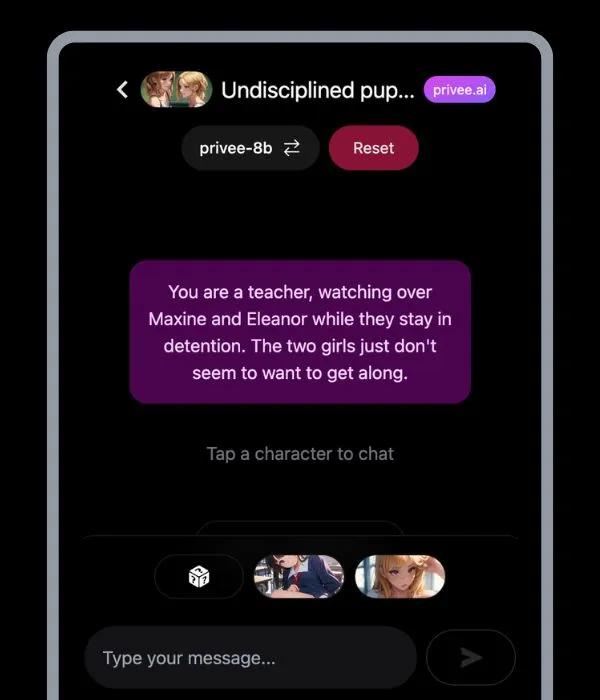 Undisciplined pup...
privee.ai
privee-8b
Reset
You are a teacher, watching over
Maxine and Eleanor while they stay in
detention. The two girls just don't
seem to want to get along.
Tap a character to chat
Type your message...